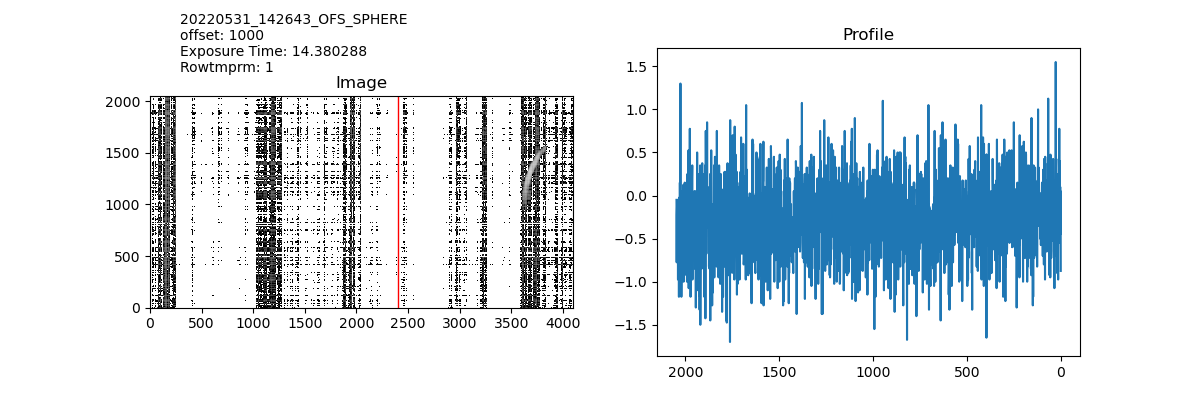 20220531_142643_OFS_SPHERE
offset: 1000
Exposure Time: 14.380288
Rowtmprm: 1
Image
2000
1500
1000
500
0
0 500 1000 1500 2000 2500 3000 3500 4000
Profile
1.5
1.0
0.5
0.0
−0.5
−1.0
−1.5
2000 1500 1000 500 0